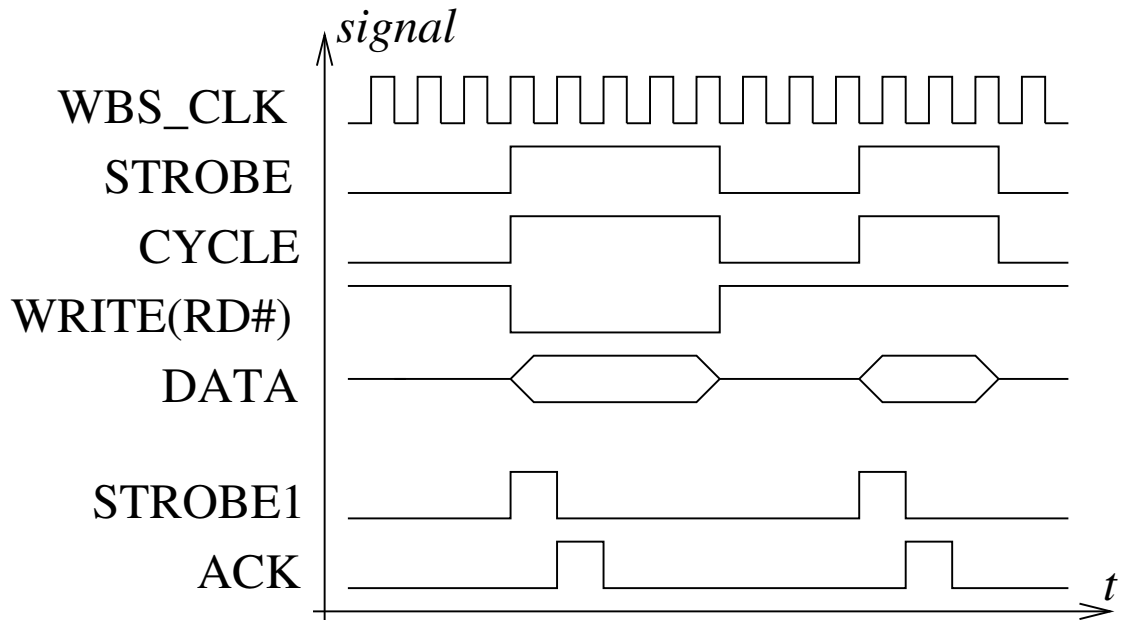 signal
WBS_CLK
STROBE
CYCLE
WRITE(RD#)
DATA
STROBE1
ACK
t